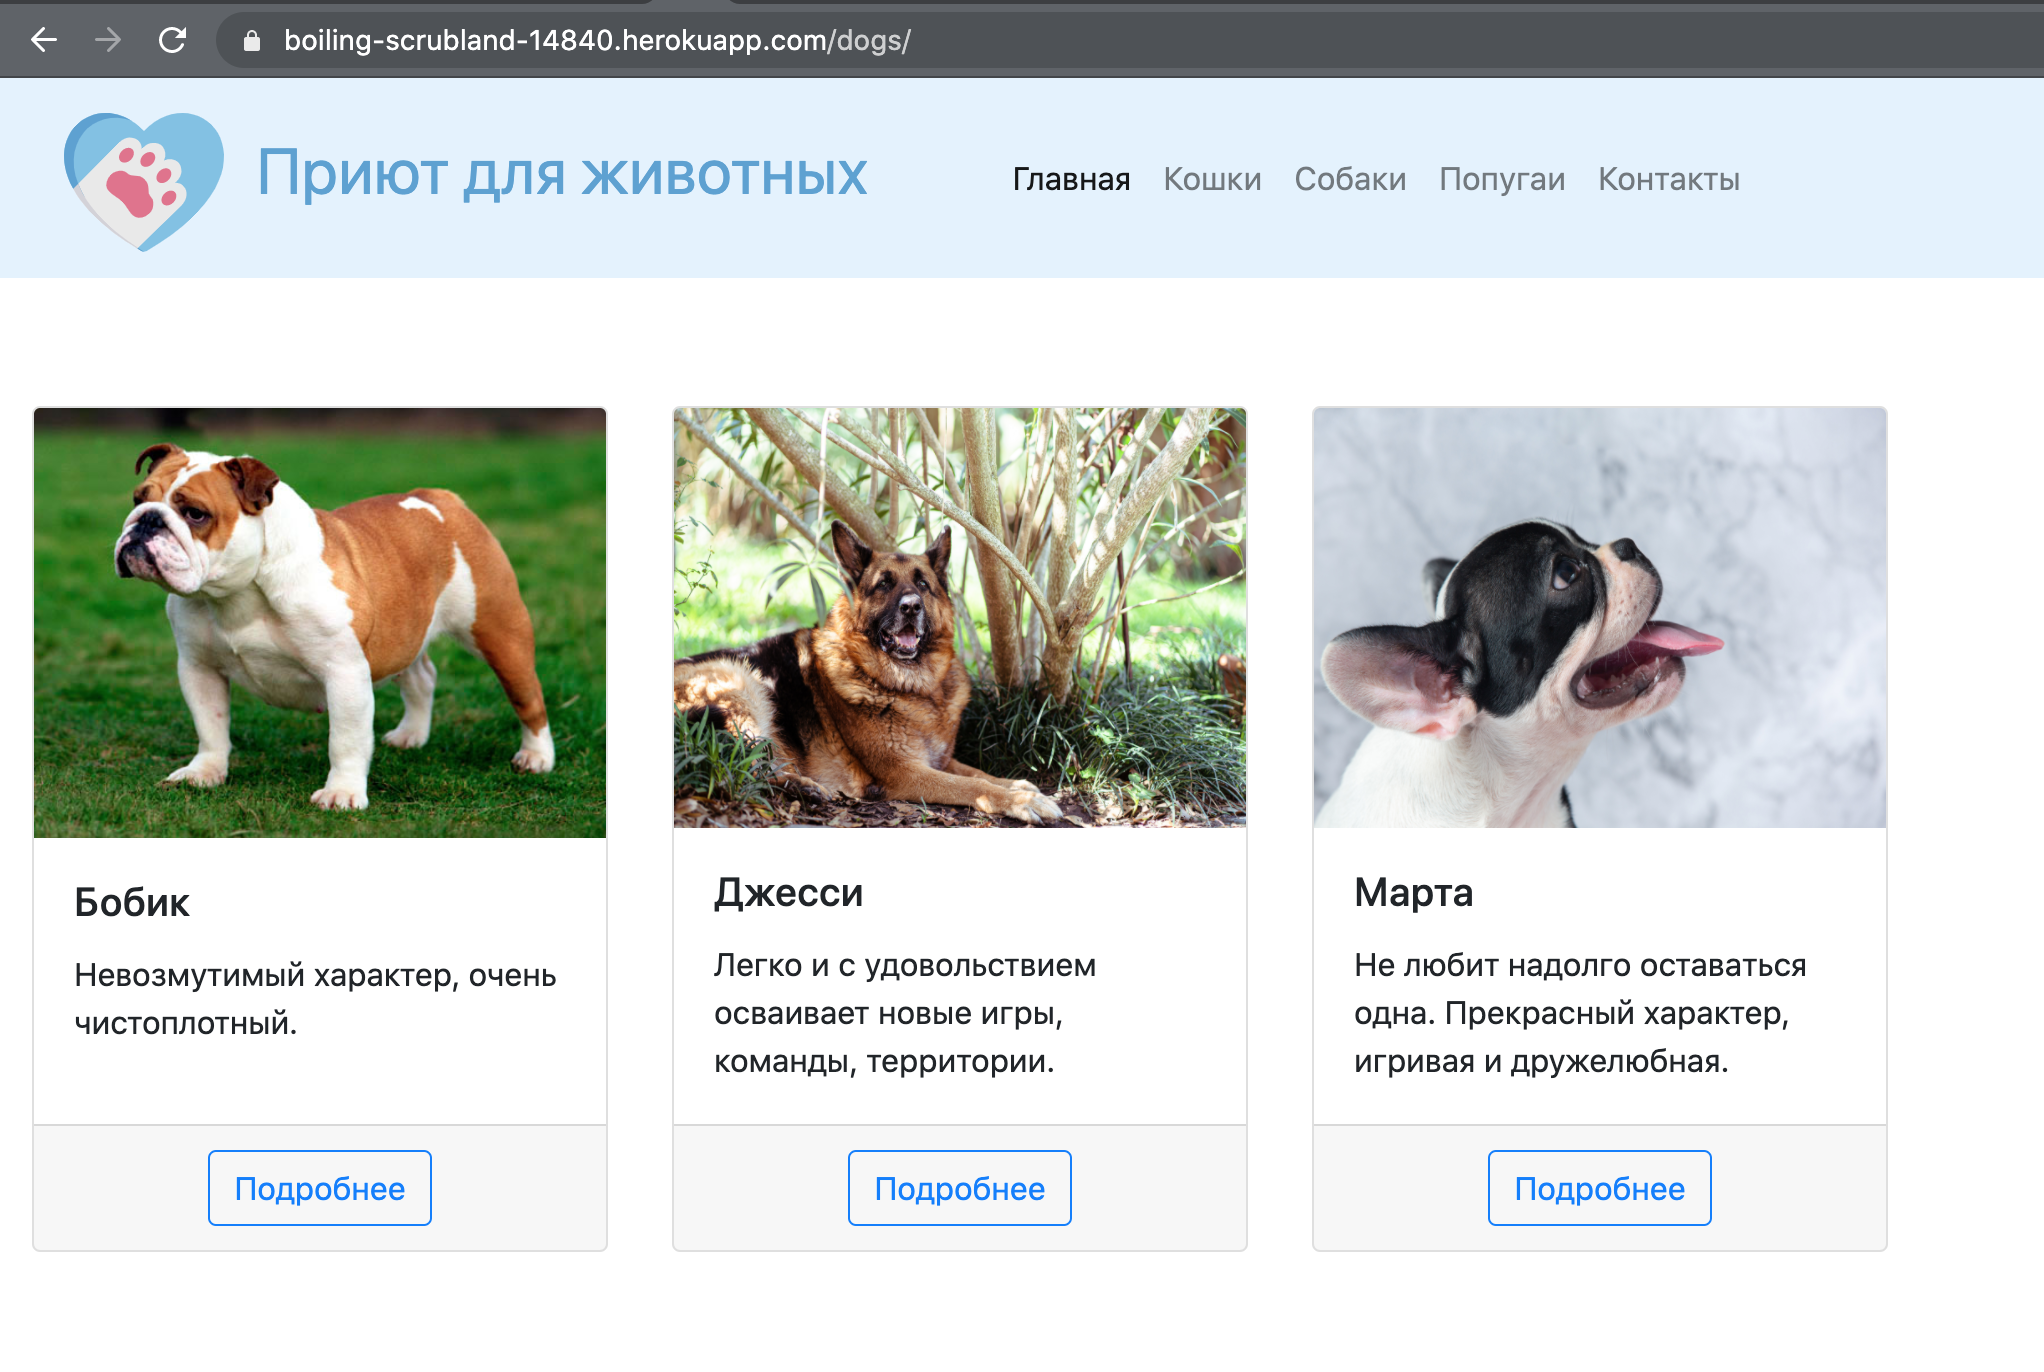 boiling-scrubland-14840.herokuapp.com/dogs/
Приют для животных
Главная Кошки Собаки Попугаи Контакты
Бобик
Невозмутимый характер, очень
чистоплотный.
Подробнее
Джесси
Легко и с удовольствием
осваивает новые игры,
команды, территории.
Подробнее
Марта
Не любит надолго оставаться
одна. Прекрасный характер,
игривая и дружелюбная.
Подробнее